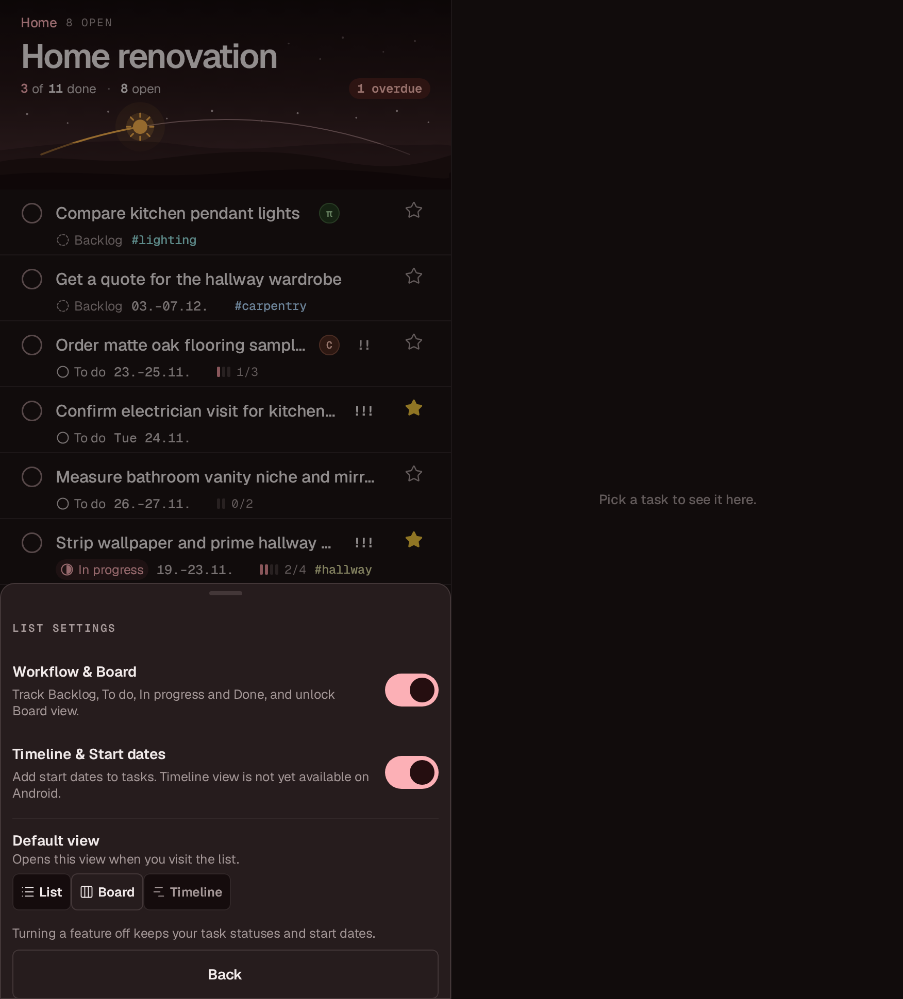 Home 8 OPEN
Home renovation
3 of 11 done · 8 open
1 overdue
Compare kitchen pendant lights π
Backlog #lighting
Get a quote for the hallway wardrobe
Backlog 03.–07.12. #carpentry
Order matte oak flooring sampl… C !!
To do 23.–25.11. 1/3
Confirm electrician visit for kitchen… !!!
To do Tue 24.11.
Measure bathroom vanity niche and mirr…
To do 26.–27.11. 0/2
Strip wallpaper and prime hallway … !!!
In progress 19.–23.11. 2/4 #hallway
Pick a task to see it here.
LIST SETTINGS
Workflow & Board
Track Backlog, To do, In progress and Done, and unlock
Board view.
Timeline & Start dates
Add start dates to tasks. Timeline view is not yet available on
Android.
Default view
Opens this view when you visit the list.
List Board Timeline
Turning a feature off keeps your task statuses and start dates.
Back